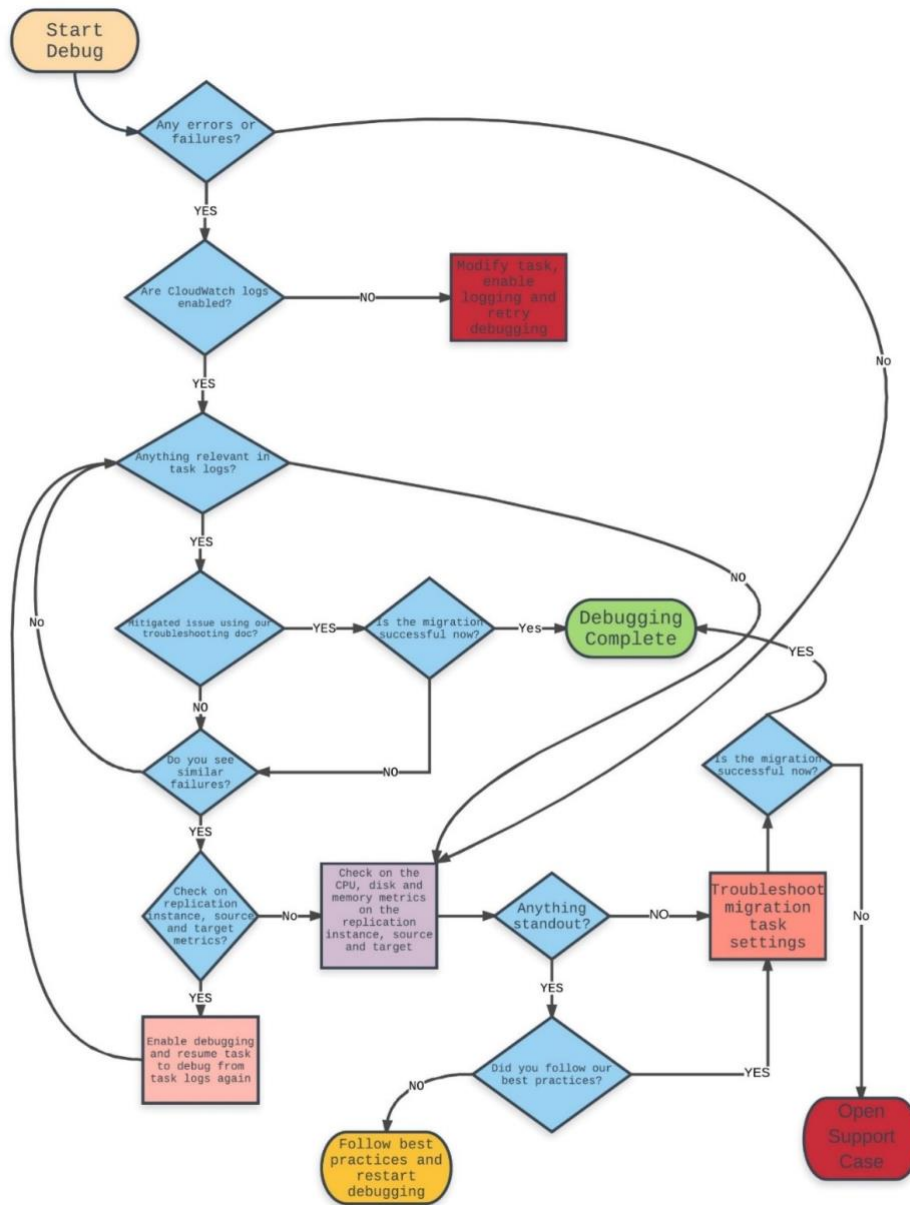 Start
Debug
Any errors or
failures?
YES
Are CloudWatch logs
enabled?
NO
Modify task,
enable
logging and
retry
debugging
No
YES
Anything relevant in
task logs?
YES
NO
No
Mitigated issue using our
troubleshooting doc?
YES
Is the migration
successful now?
Yes
Debugging
Complete
YES
NO
Do you see
similar
failures?
NO
Is the migration
successful now?
YES
Check on
replication
instance, source
and target
metrics?
No
Check on the
CPU, disk and
memory metrics
on the
replication
instance, source
and target
Anything
standout?
NO
Troubleshoot
migration
task
settings
No
YES
YES
Enable debugging
and resume task
to debug from
task logs again
Did you follow our
best practices?
YES
NO
Follow best
practices and
restart
debugging
Open
Support
Case